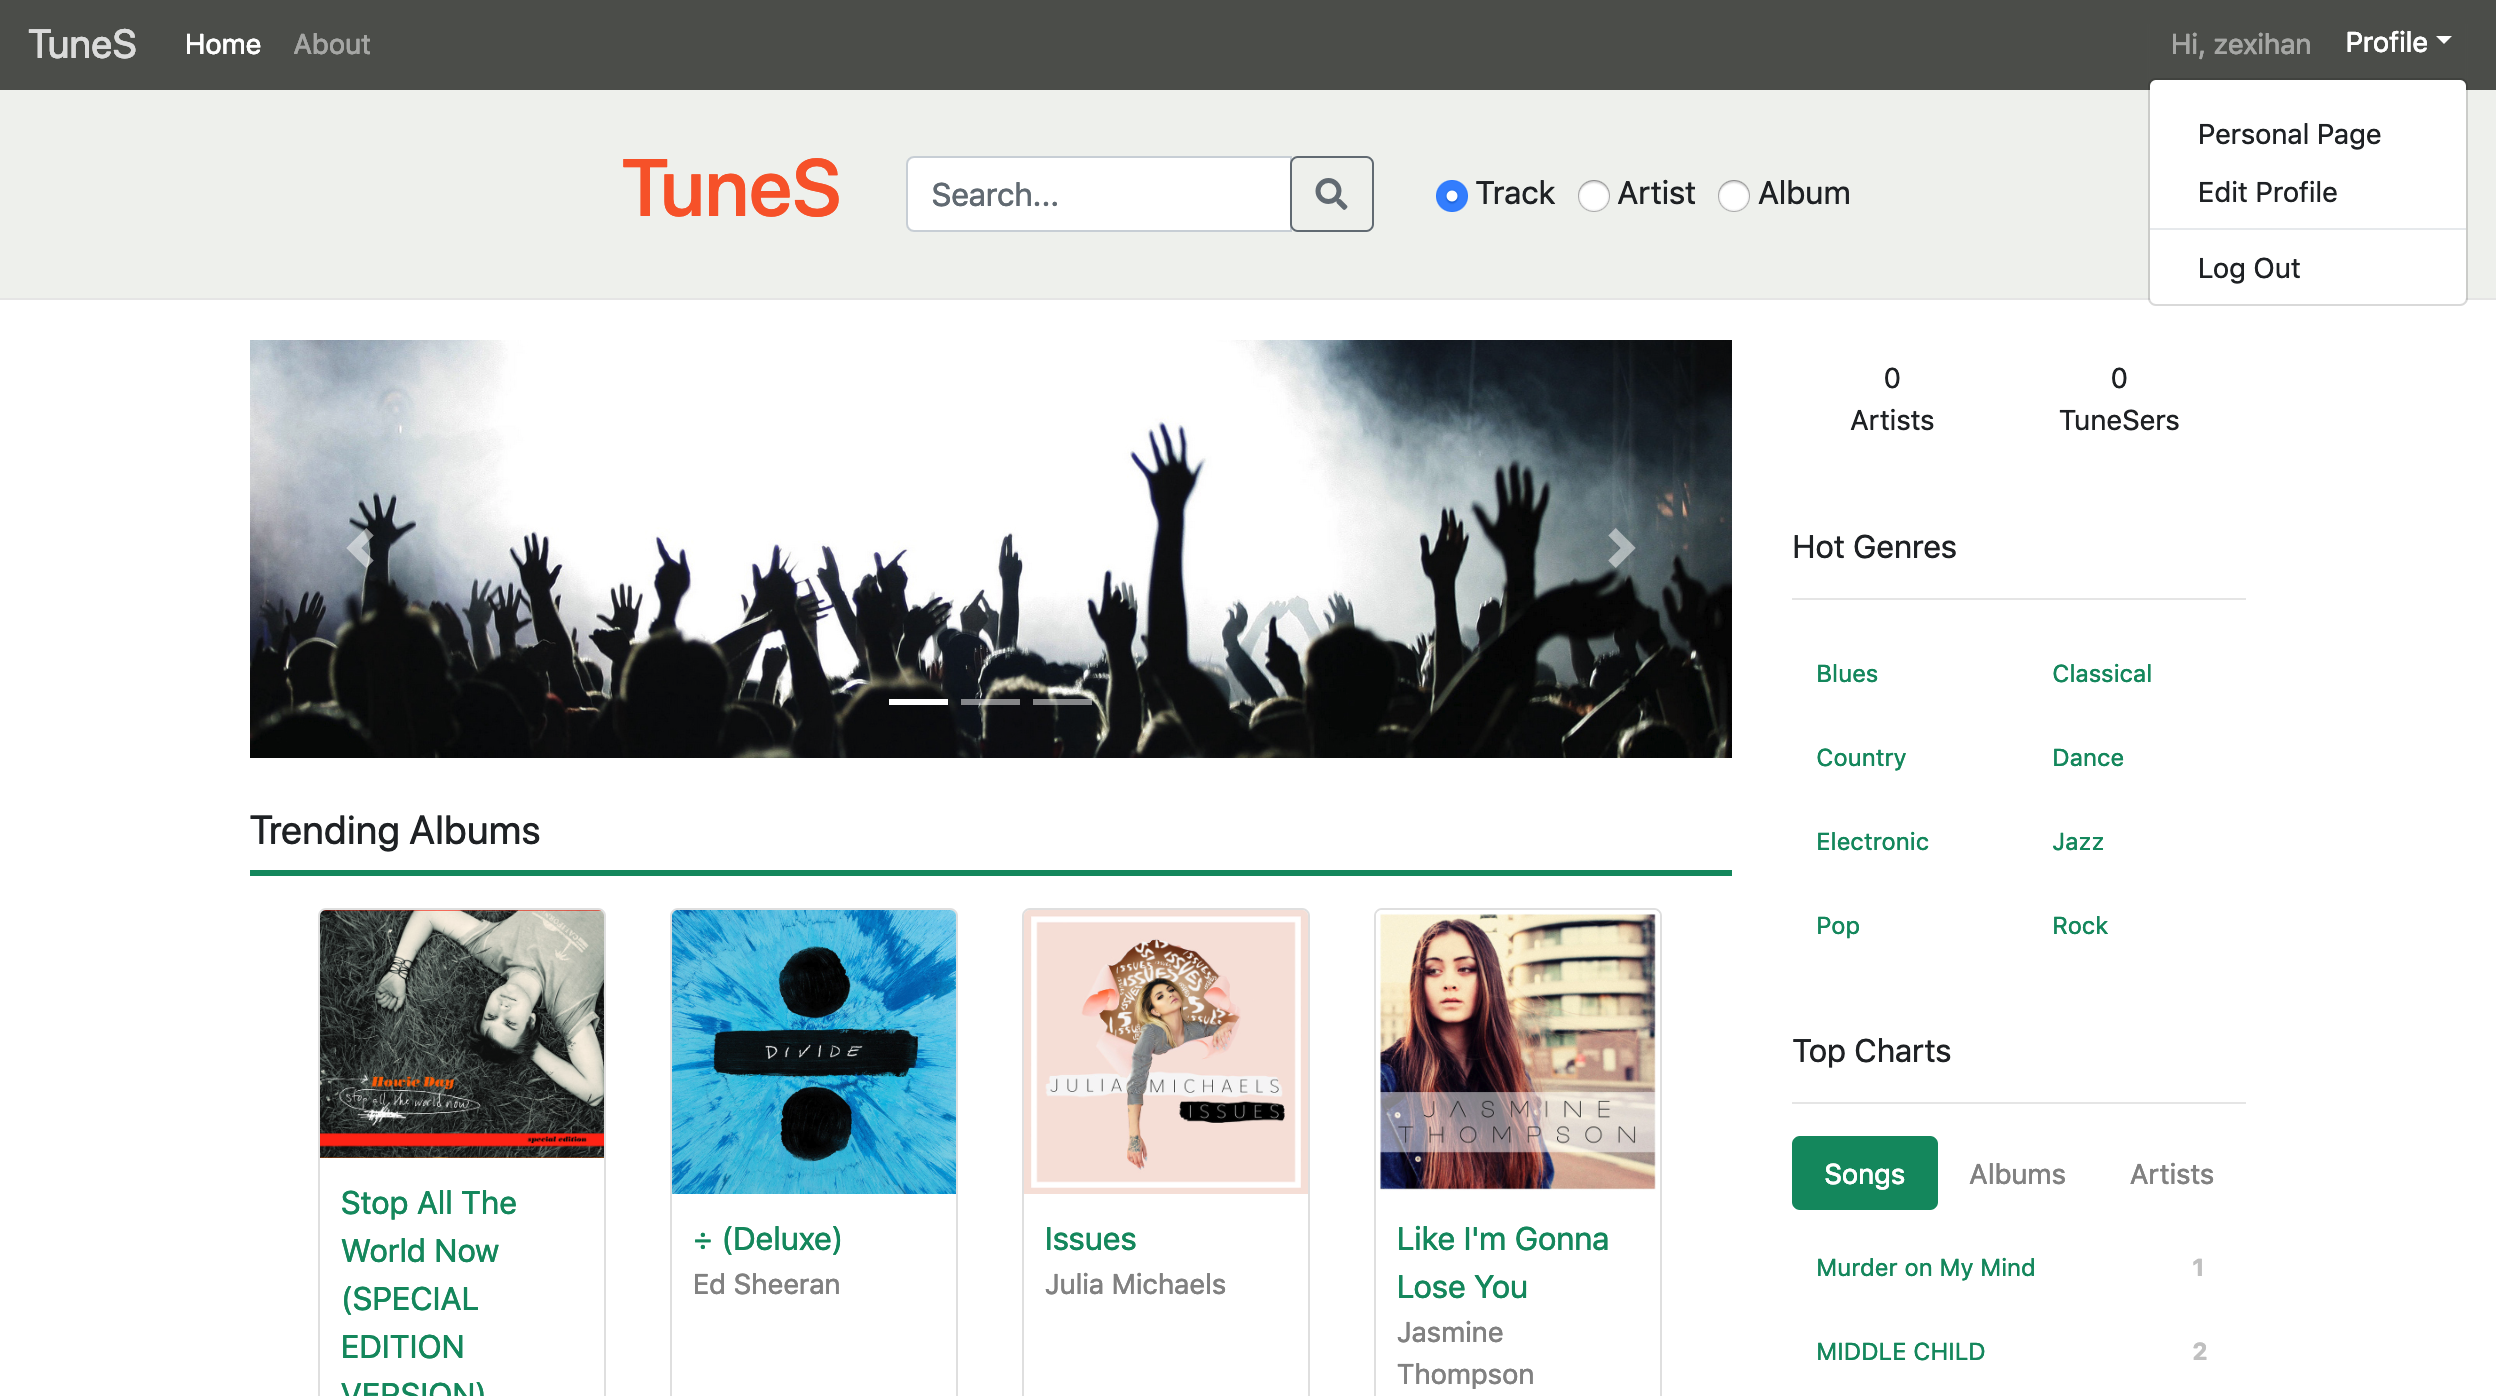 TuneS Home About Hi, zexihan Profile
Personal Page
Edit Profile
Log Out
TuneS Search... Track Artist Album
0 0
Artists TuneSers
Hot Genres
Blues Classical
Country Dance
Electronic Jazz
Pop Rock
Trending Albums
Howie Day
stop all the world now
special edition
Stop All The
World Now
(SPECIAL
EDITION
VERSION)
DIVIDE
÷ (Deluxe)
Ed Sheeran
JULIA MICHAELS
ISSUES
Issues
Julia Michaels
JASMINE
THOMPSON
Like I'm Gonna
Lose You
Jasmine
Thompson
Top Charts
Songs Albums Artists
Murder on My Mind 1
MIDDLE CHILD 2